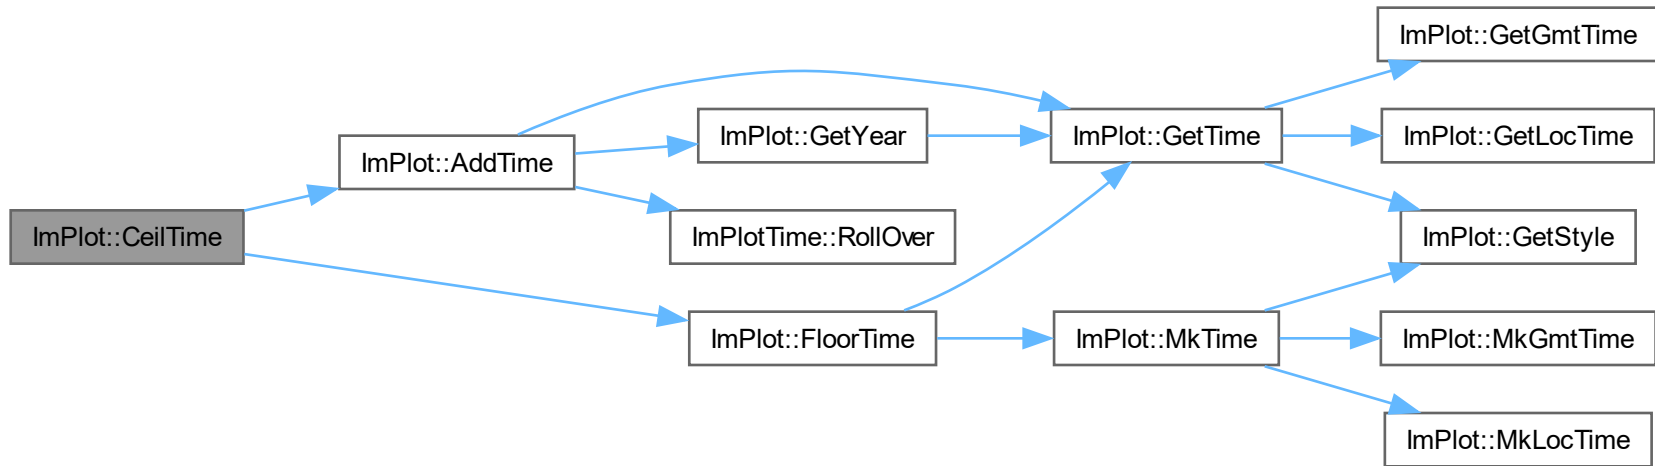 ImPlot::GetGmtTime
ImPlot::GetYear
ImPlot::GetTime
ImPlot::GetLocTime
ImPlot::AddTime
ImPlot::CeilTime
ImPlotTime::RollOver
ImPlot::GetStyle
ImPlot::FloorTime
ImPlot::MkTime
ImPlot::MkGmtTime
ImPlot::MkLocTime